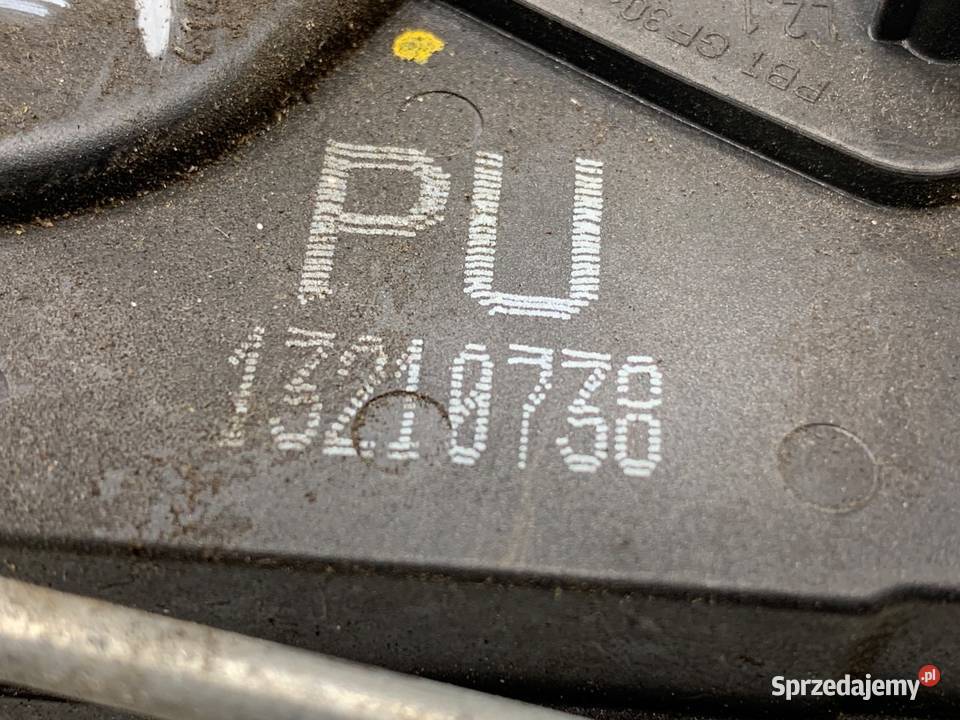 PBT GF30
PU
13210738
Sprzedajemy.pl